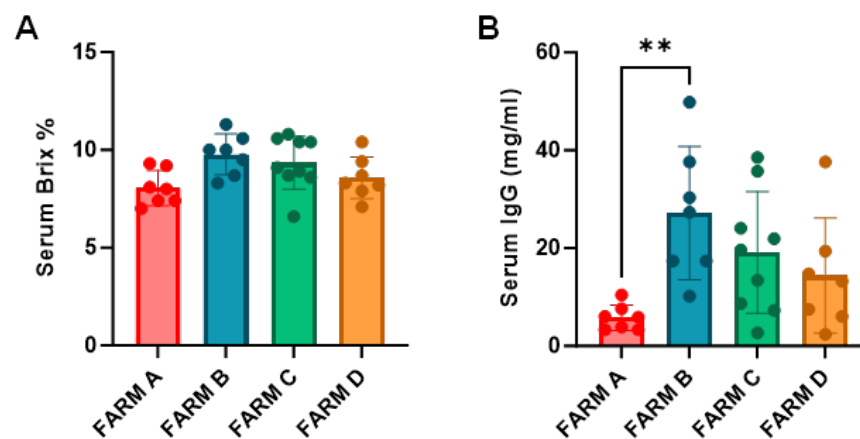 A
Serum Brix %
15
10
5
0
FARM A
FARM B
FARM C
FARM D
B
Serum IgG (mg/ml)
60
40
20
0
**
FARM A
FARM B
FARM C
FARM D